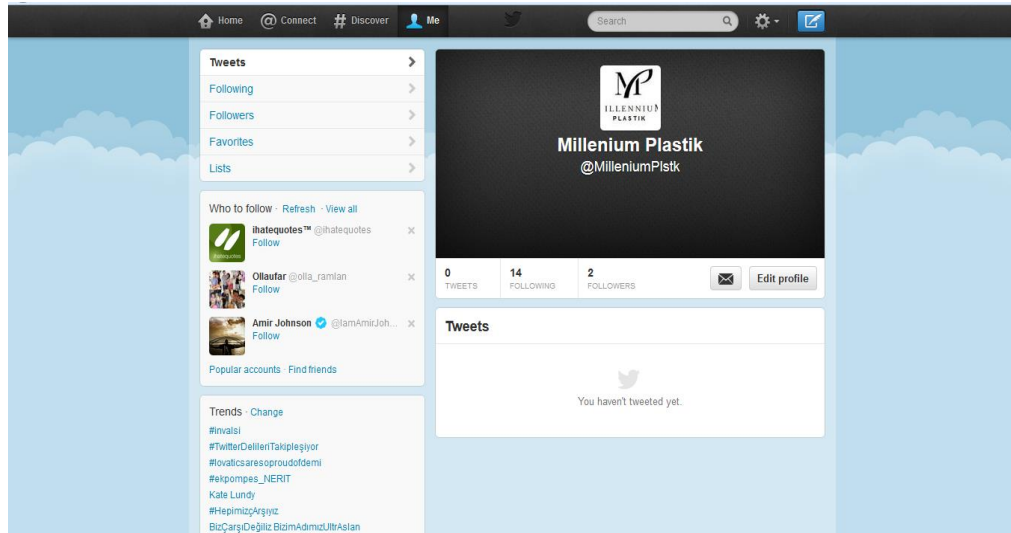 Home Connect Discover Me Search
Tweets
Following
Followers
Favorites
Lists
Who to follow · Refresh · View all
ihatequotes™ @ihatequotes
Follow
Ollaufar @olla_ramlan
Follow
Amir Johnson @IamAmirJoh...
Follow
Popular accounts · Find friends
Trends · Change
#invalsi
#TwitterDelileriTakipleşiyor
#lovaticsaresoproudofdemi
#ekpompes_NERIT
Kate Lundy
#HepimizçArşıyız
BizÇarşıDeğiliz BizimAdımızUltrAslan
MP
ILLENNIUM
PLASTIK
Millenium Plastik
@MilleniumPlstk
0 14 2
TWEETS FOLLOWING FOLLOWERS
Edit profile
Tweets
You haven't tweeted yet.